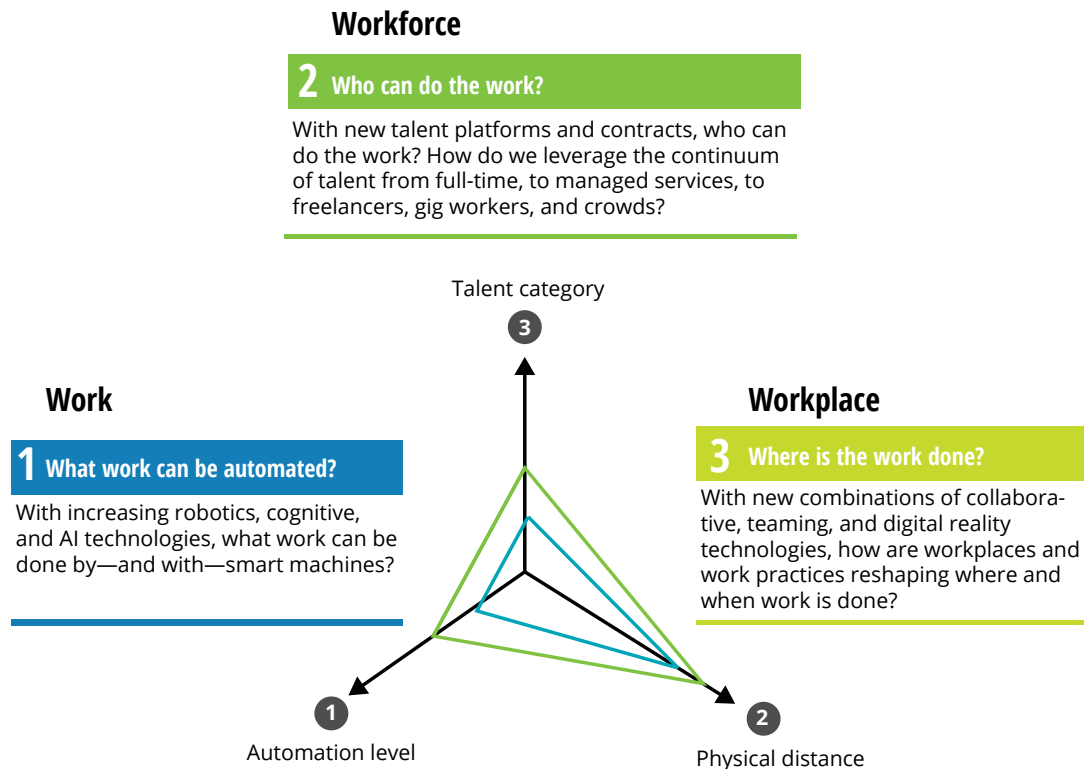 Workforce
2 Who can do the work?
With new talent platforms and contracts, who can
do the work? How do we leverage the continuum
of talent from full-time, to managed services, to
freelancers, gig workers, and crowds?
Talent category
3
Work
1 What work can be automated?
With increasing robotics, cognitive,
and AI technologies, what work can be
done by—and with—smart machines?
Workplace
3 Where is the work done?
With new combinations of collabora-
tive, teaming, and digital reality
technologies, how are workplaces and
work practices reshaping where and
when work is done?
1
Automation level
2
Physical distance